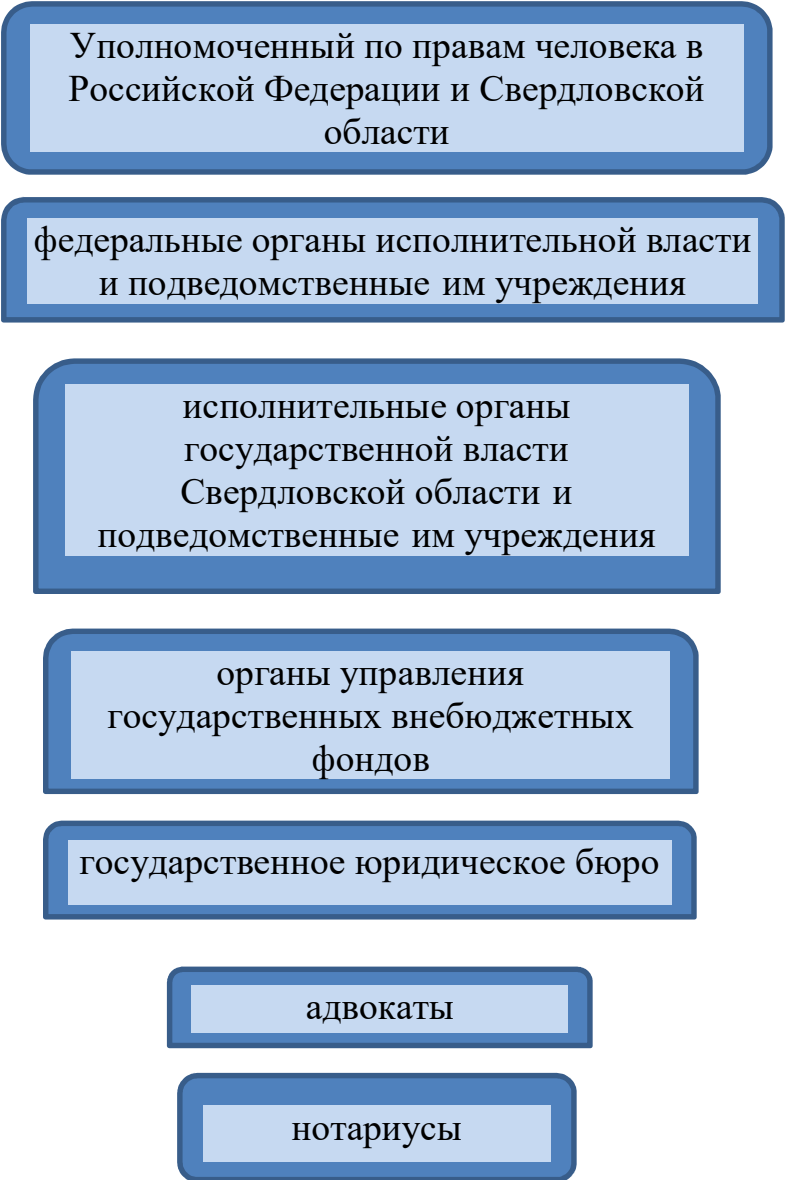 Уполномоченный по правам человека в
Российской Федерации и Свердловской
области
федеральные органы исполнительной власти
и подведомственные им учреждения
исполнительные органы
государственной власти
Свердловской области и
подведомственные им учреждения
органы управления
государственных внебюджетных
фондов
государственное юридическое бюро
адвокаты
нотариусы